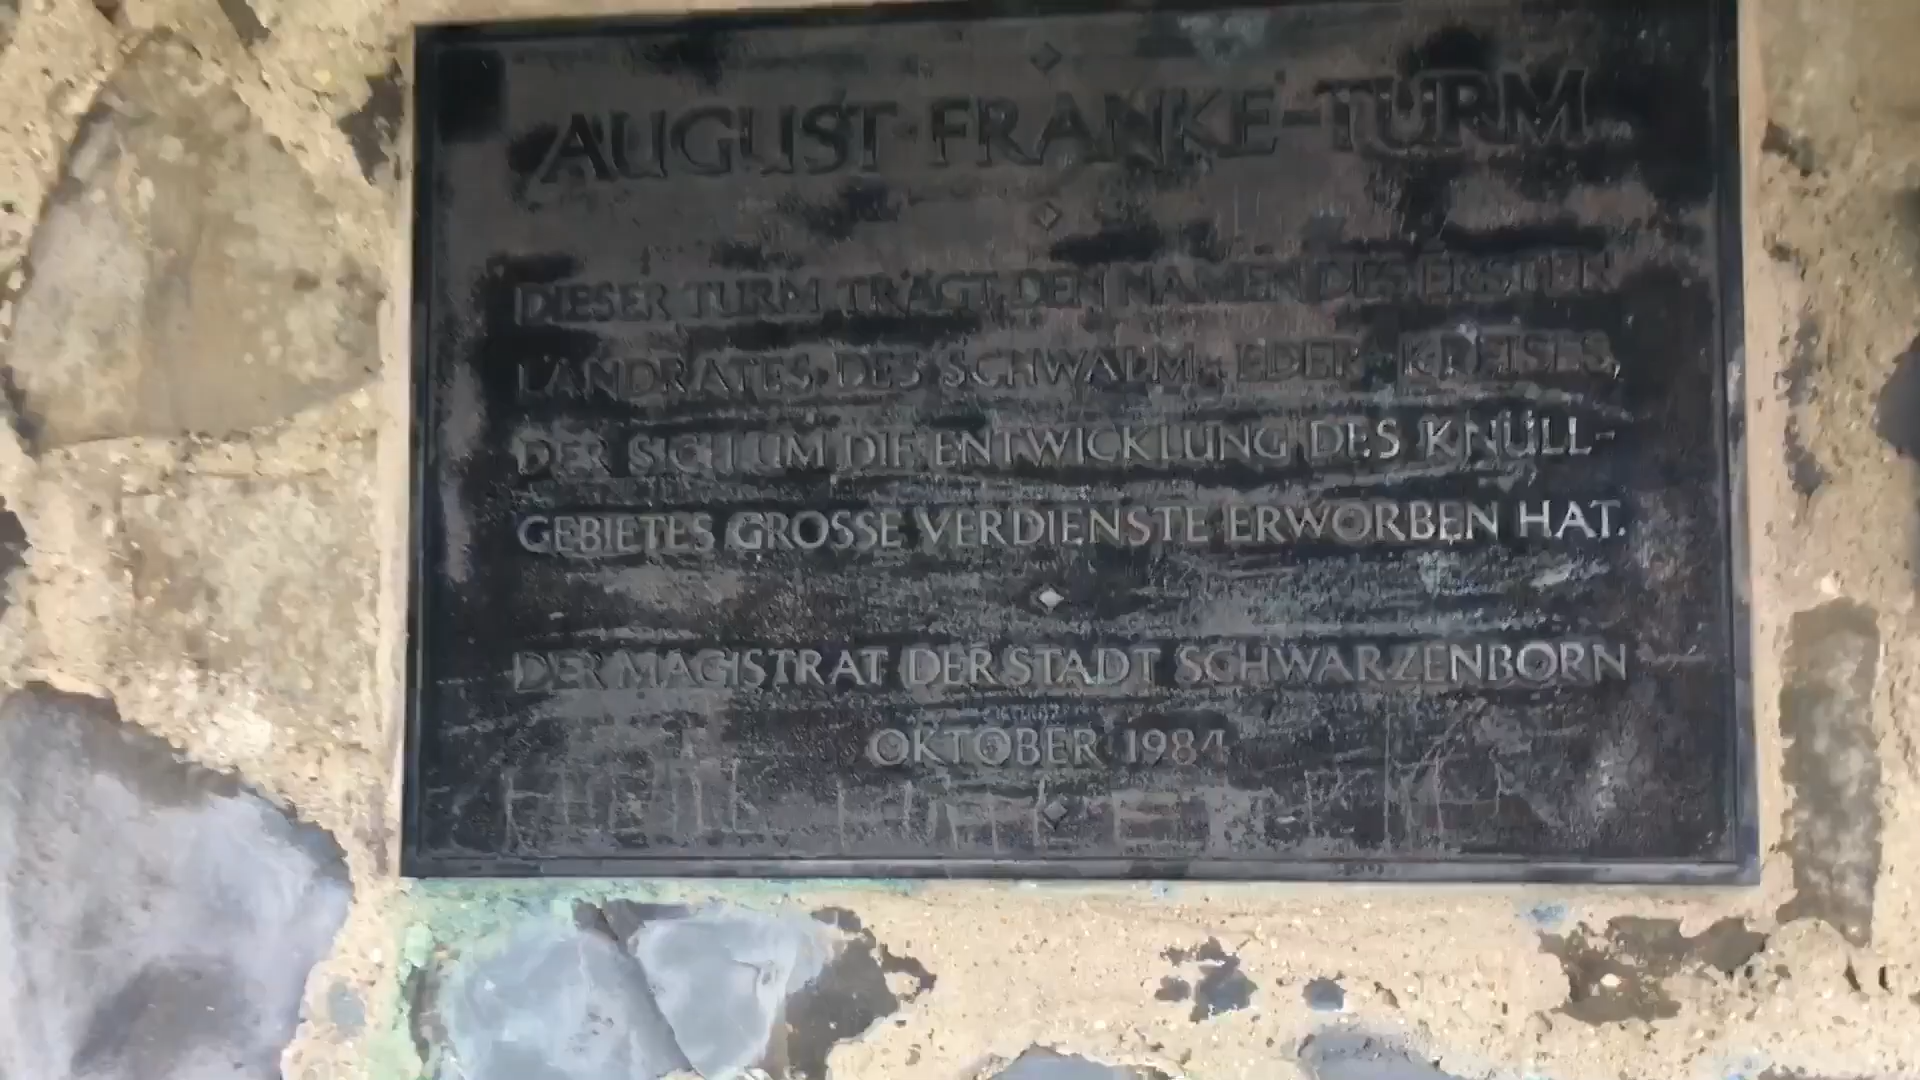 AUGUST-FRANKE-TURM
DIESER TURM TRÄGT DEN NAMEN DES ERSTEN
LANDRATES DES SCHWALM-EDER-KREISES,
DER SICH UM DIE ENTWICKLUNG DES KNÜLL-
GEBIETES GROSSE VERDIENSTE ERWORBEN HAT.
DER MAGISTRAT DER STADT SCHWARZENBORN
OKTOBER 1984